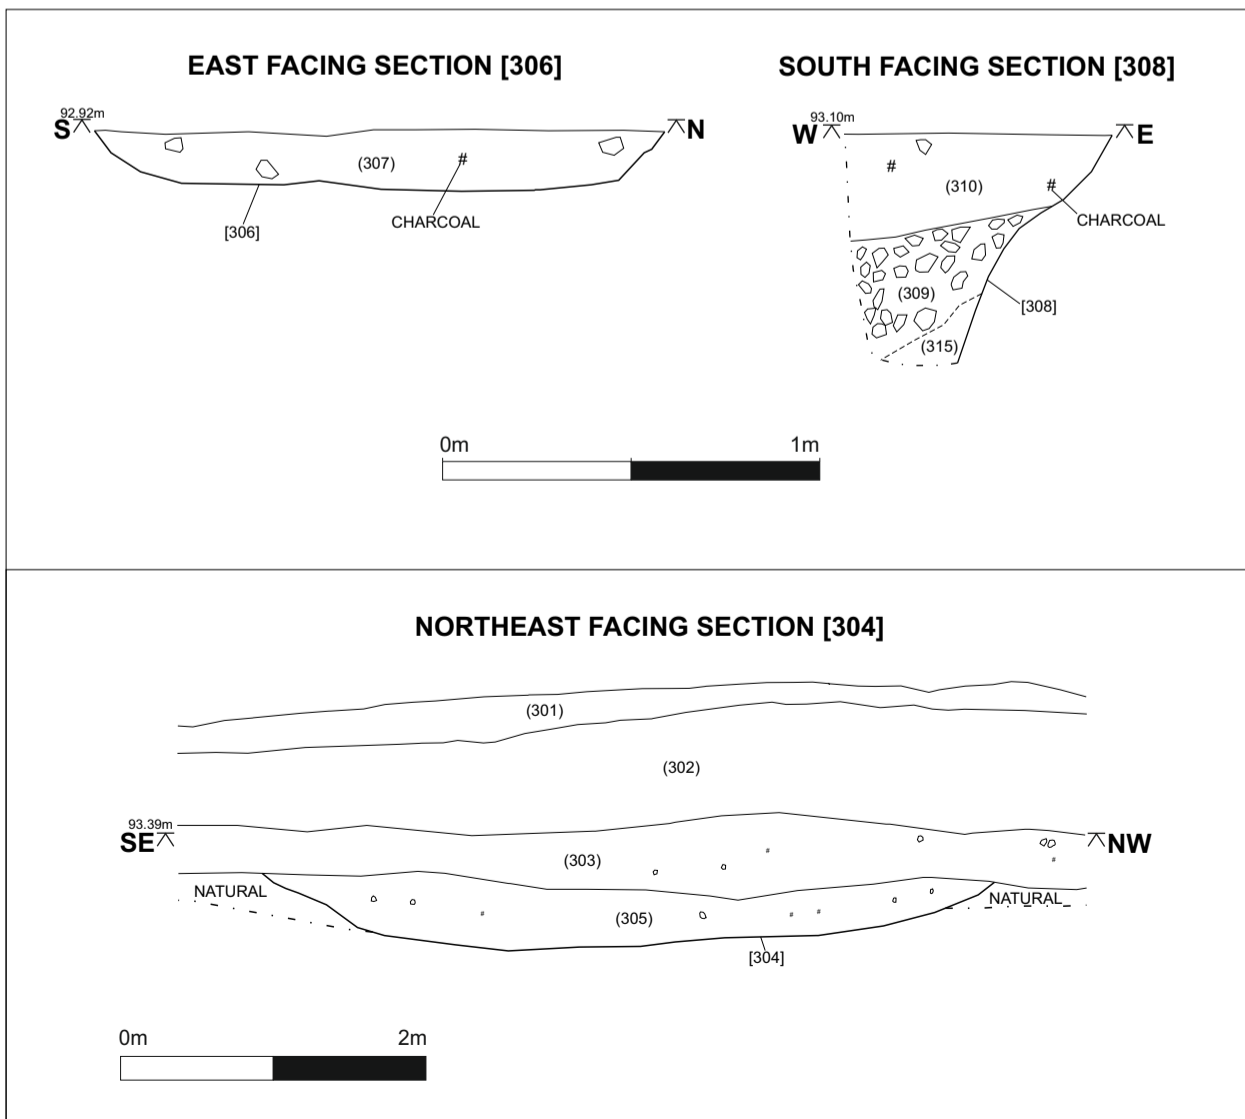 EAST FACING SECTION [306]
92.92m
S
N
(307)
#
CHARCOAL
[306]
SOUTH FACING SECTION [308]
93.10m
W
E
#
(310)
#
CHARCOAL
(309)
[308]
(315)
0m 1m
NORTHEAST FACING SECTION [304]
(301)
(302)
93.39m
SE
NW
(303)
NATURAL
NATURAL
(305)
[304]
0m 2m